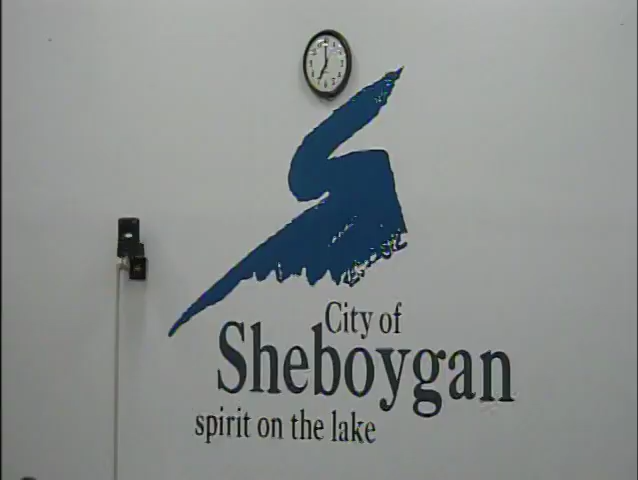 City of
Sheboygan
spirit on the lake